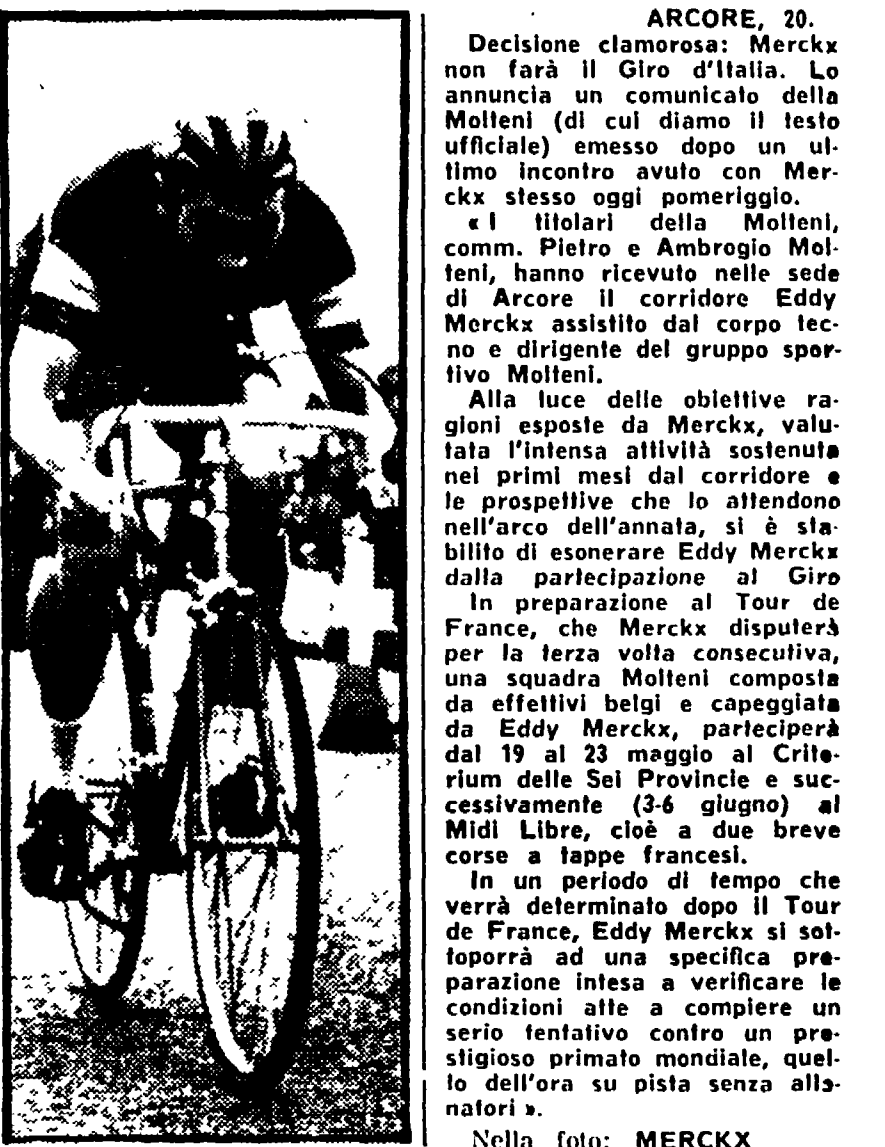 ARCORE, 20.
Decisione clamorosa: Merckx
non farà il Giro d'Italia. Lo
annuncia un comunicato della
Molteni (di cui diamo il testo
ufficiale) emesso dopo un ul-
timo incontro avuto con Mer-
ckx stesso oggi pomeriggio.
« I titolari della Molteni,
comm. Pietro e Ambrogio Mol-
teni, hanno ricevuto nelle sede
di Arcore il corridore Eddy
Merckx assistito dal corpo tec-
no e dirigente del gruppo spor-
tivo Molteni.
Alla luce delle obiettive ra-
gioni esposte da Merckx, valu-
tata l'intensa attività sostenuta
nei primi mesi dal corridore e
le prospettive che lo attendono
nell'arco dell'annata, si è sta-
bilito di esonerare Eddy Merckx
dalla partecipazione al Giro
In preparazione al Tour de
France, che Merckx disputerà
per la terza volta consecutiva,
una squadra Molteni composta
da effettivi belgi e capeggiata
da Eddy Merckx, parteciperà
dal 19 al 23 maggio al Crite-
rium delle Sei Provincie e suc-
cessivamente (3-6 giugno) al
Midi Libre, cioè a due breve
corse a tappe francesi.
In un periodo di tempo che
verrà determinato dopo il Tour
de France, Eddy Merckx si sot-
toporrà ad una specifica pre-
parazione intesa a verificare le
condizioni atte a compiere un
serio tentativo contro un pre-
stigioso primato mondiale, quel-
lo dell'ora su pista senza alle-
natori ».
Nella foto: MERCKX